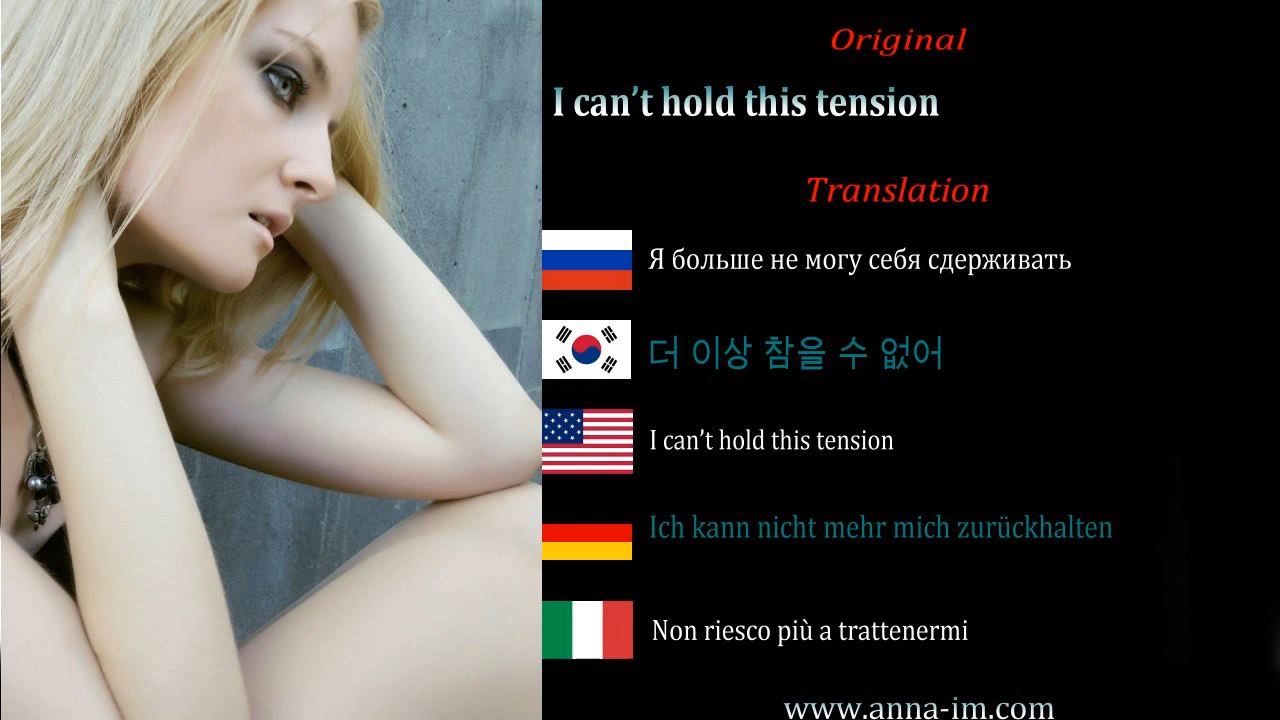 Original
I can’t hold this tension
Translation
Я больше не могу себя сдерживать
더 이상 참을 수 없어
I can’t hold this tension
Ich kann nicht mehr mich zurückhalten
Non riesco più a trattenermi
www.anna-im.com